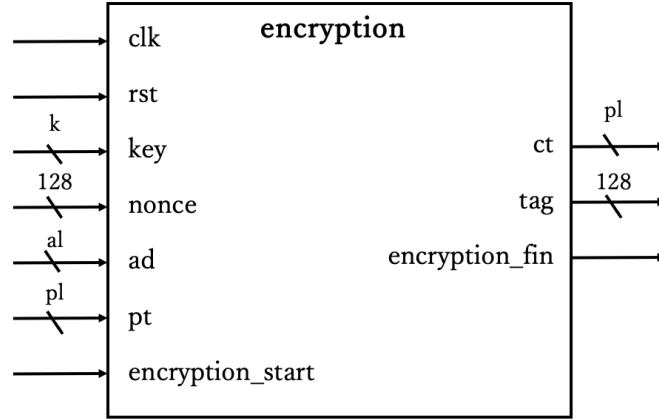 encryption
clk
rst
k
key
128
nonce
al
ad
pl
pt
encryption_start
pl
ct
128
tag
encryption_fin